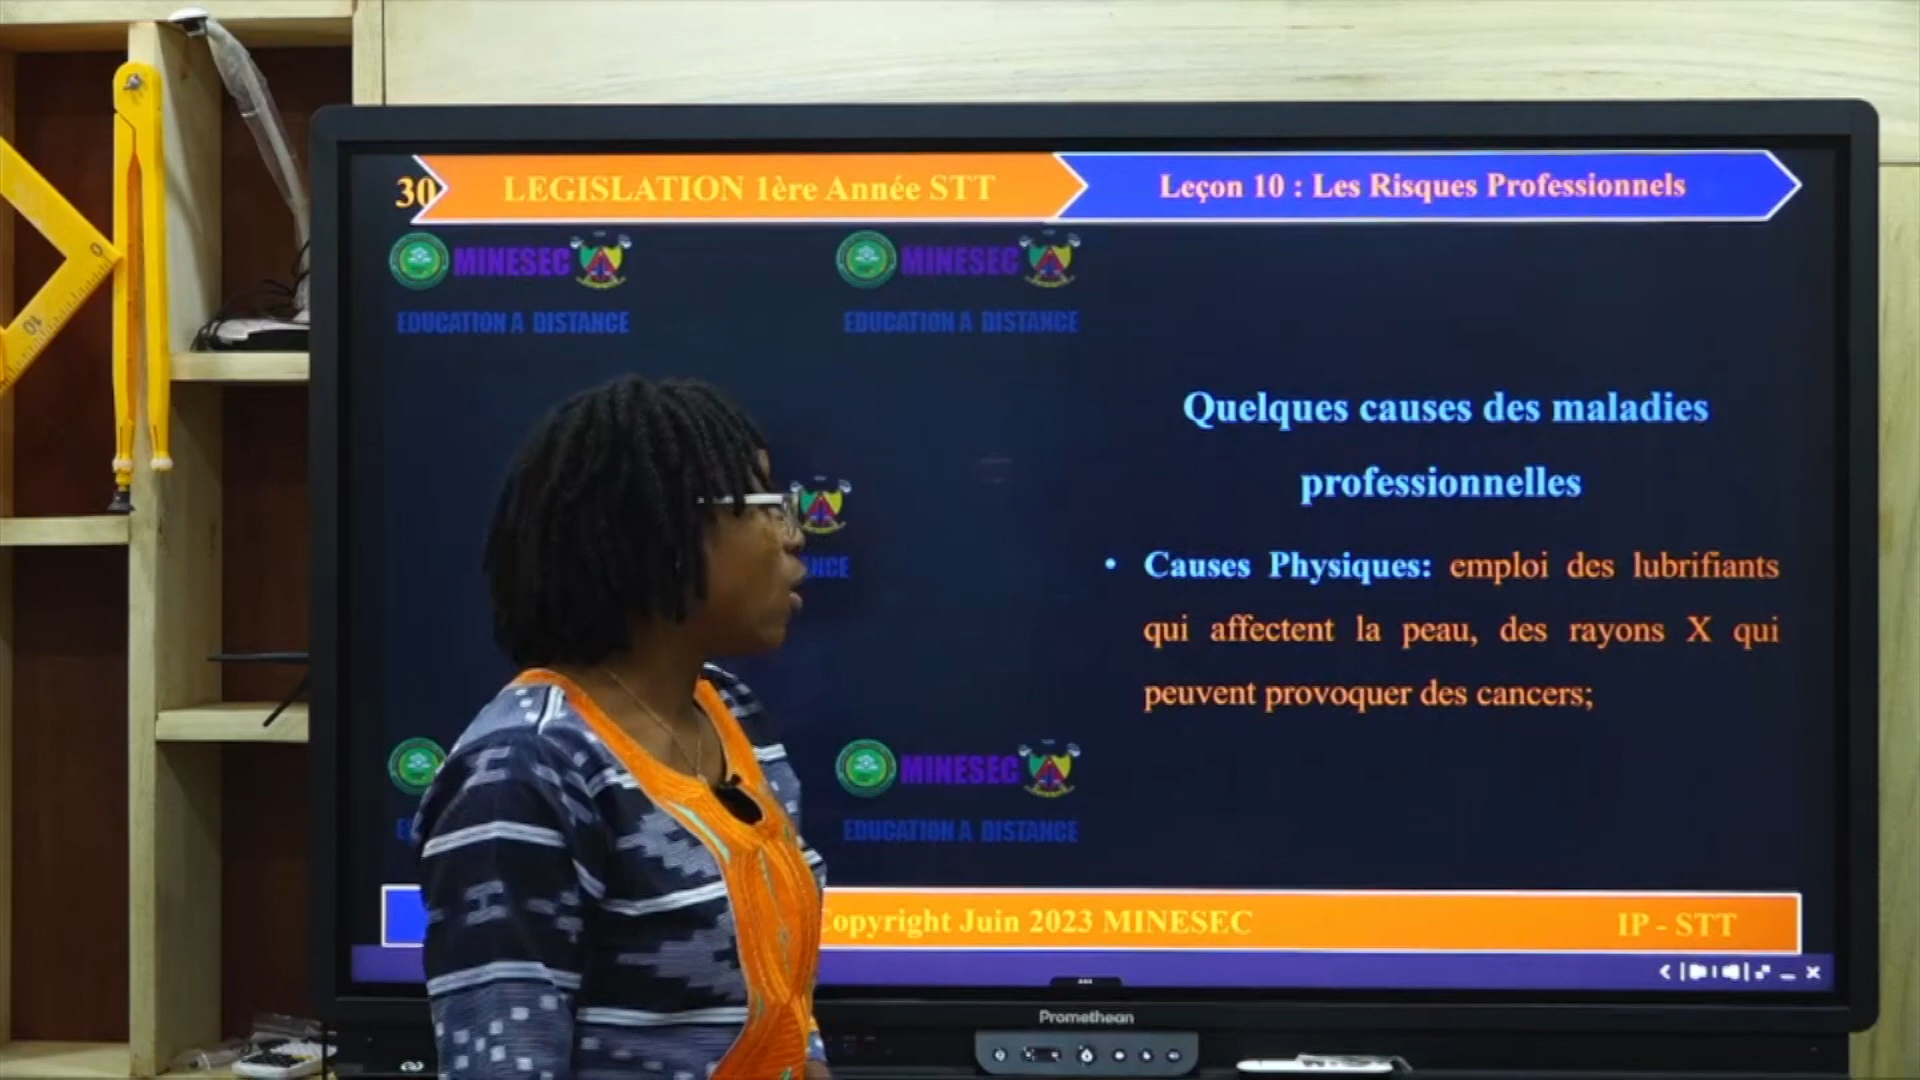 30
LEGISLATION 1ère Année STT
Leçon 10 : Les Risques Professionnels
MINESEC
EDUCATION A DISTANCE
MINESEC
EDUCATION A DISTANCE
Quelques causes des maladies
professionnelles
• Causes Physiques: emploi des lubrifiants
qui affectent la peau, des rayons X qui
peuvent provoquer des cancers;
MINESEC
EDUCATION A DISTANCE
Copyright Juin 2023 MINESEC
IP - STT
Promethean
0
10